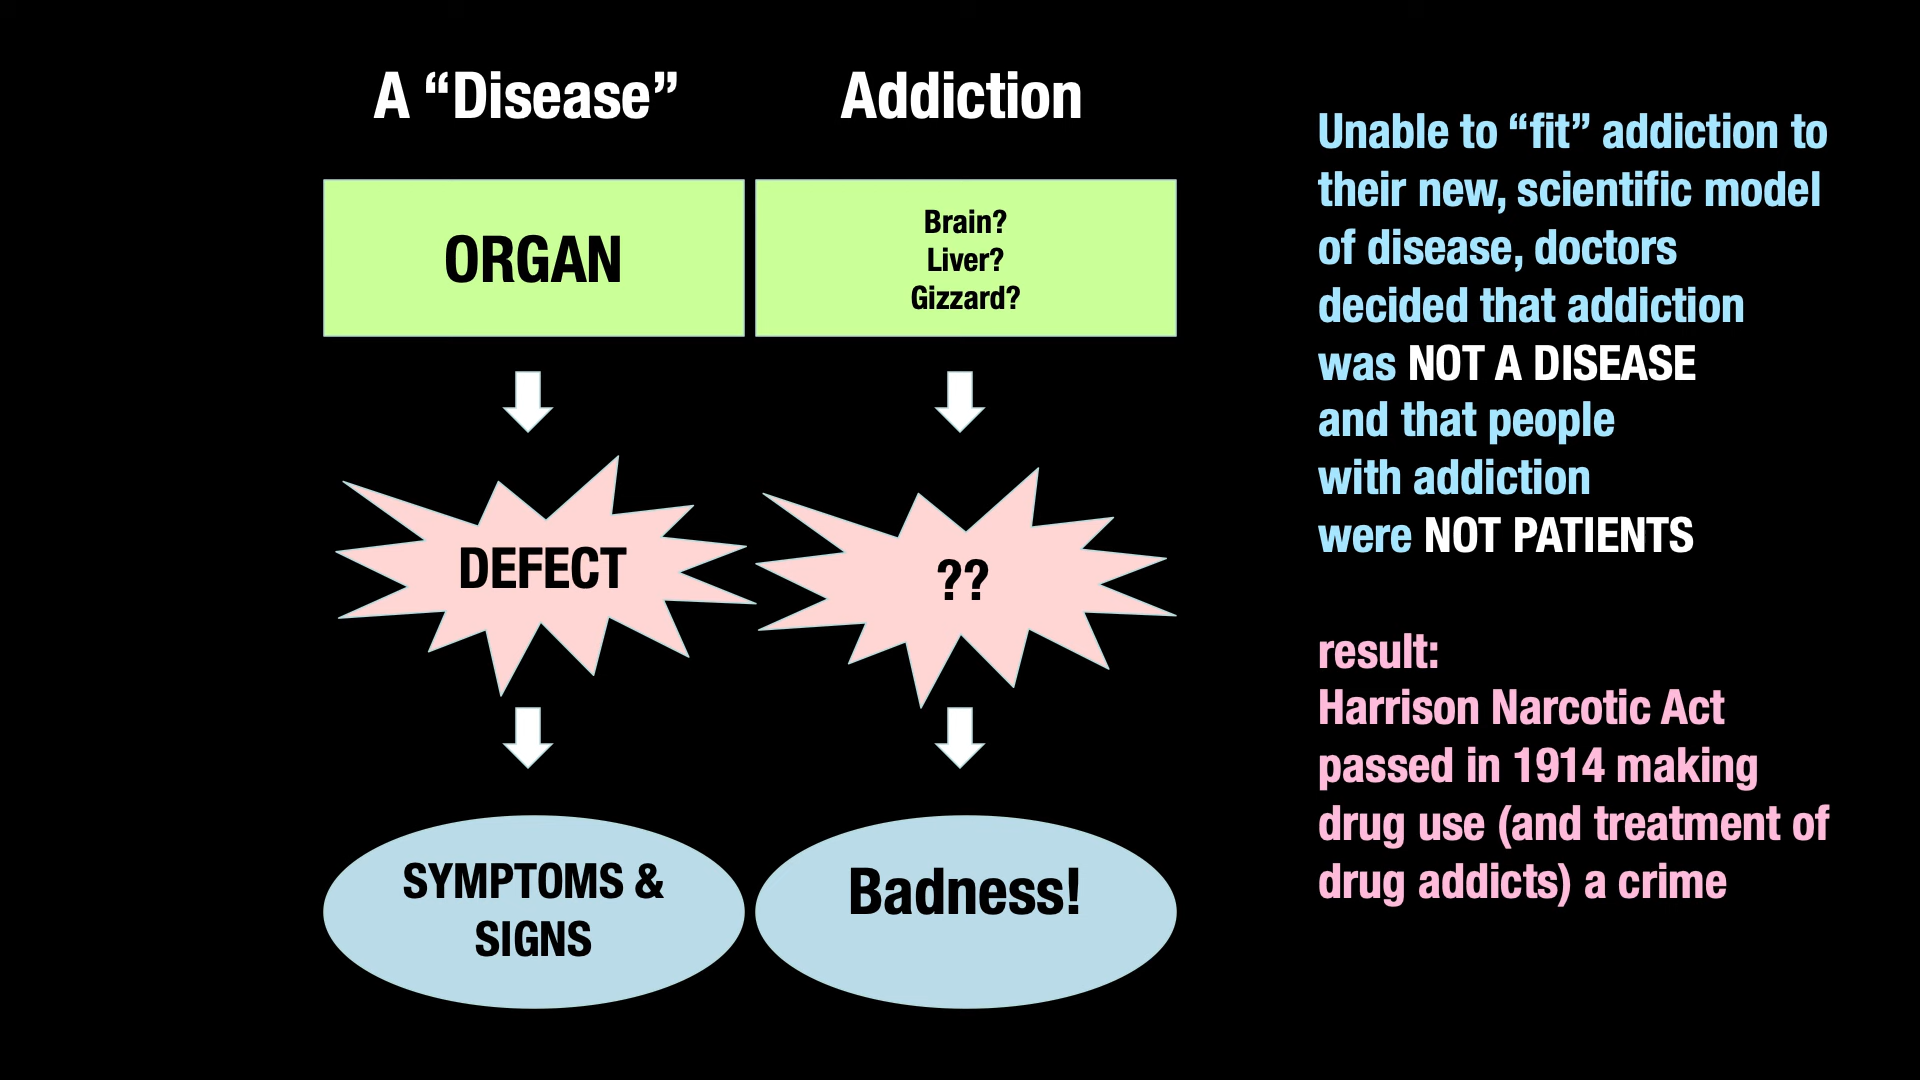 A “Disease”
Addiction
ORGAN
Brain?
Liver?
Gizzard?
DEFECT
??
SYMPTOMS &
SIGNS
Badness!
Unable to “fit” addiction to
their new, scientific model
of disease, doctors
decided that addiction
was NOT A DISEASE
and that people
with addiction
were NOT PATIENTS
result:
Harrison Narcotic Act
passed in 1914 making
drug use (and treatment of
drug addicts) a crime